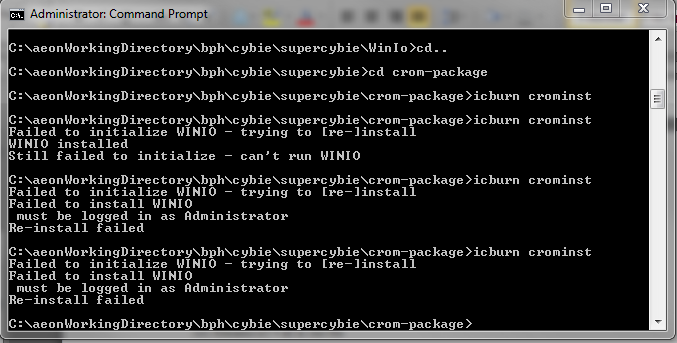 Administrator: Command Prompt
C:\aeonWorkingDirectory\bph\cybie\supercybie\WinIo>cd..
C:\aeonWorkingDirectory\bph\cybie\supercybie>cd crom-package
C:\aeonWorkingDirectory\bph\cybie\supercybie\crom-package>icburn crominst
C:\aeonWorkingDirectory\bph\cybie\supercybie\crom-package>icburn crominst
Failed to initialize WINIO - trying to [re-]install
WINIO installed
Still failed to initialize - can't run WINIO
C:\aeonWorkingDirectory\bph\cybie\supercybie\crom-package>icburn crominst
Failed to initialize WINIO - trying to [re-]install
Failed to install WINIO
 must be logged in as Administrator
Re-install failed
C:\aeonWorkingDirectory\bph\cybie\supercybie\crom-package>icburn crominst
Failed to initialize WINIO - trying to [re-]install
Failed to install WINIO
 must be logged in as Administrator
Re-install failed
C:\aeonWorkingDirectory\bph\cybie\supercybie\crom-package>